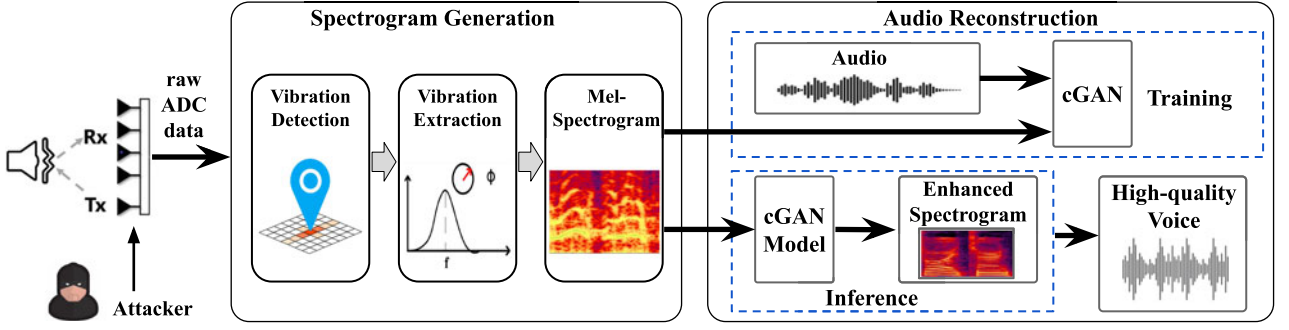 Spectrogram Generation
Audio Reconstruction
raw
ADC
data
Rx
Tx
Attacker
Vibration
Detection
Vibration
Extraction
ϕ
f
Mel-
Spectrogram
Audio
cGAN
Training
cGAN
Model
Enhanced
Spectrogram
Inference
High-quality
Voice